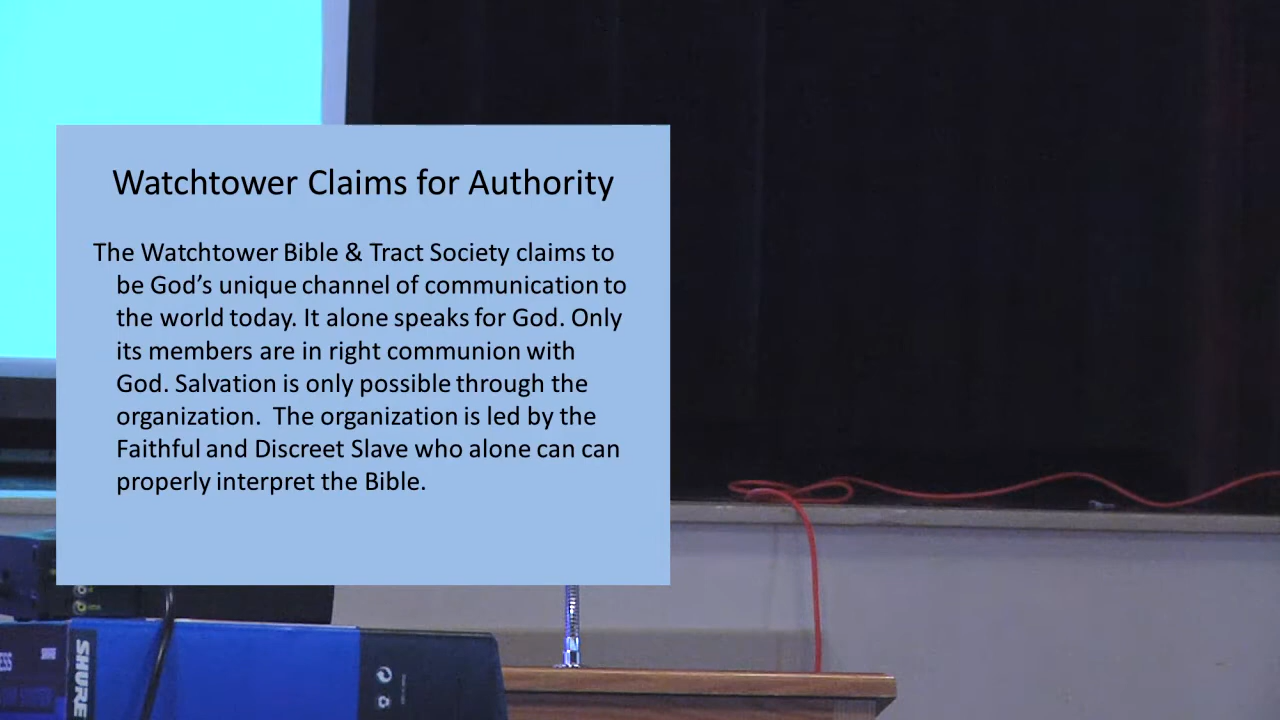 Watchtower Claims for Authority
The Watchtower Bible & Tract Society claims to
be God’s unique channel of communication to
the world today. It alone speaks for God. Only
its members are in right communion with
God. Salvation is only possible through the
organization.  The organization is led by the
Faithful and Discreet Slave who alone can can
properly interpret the Bible.
SHURE